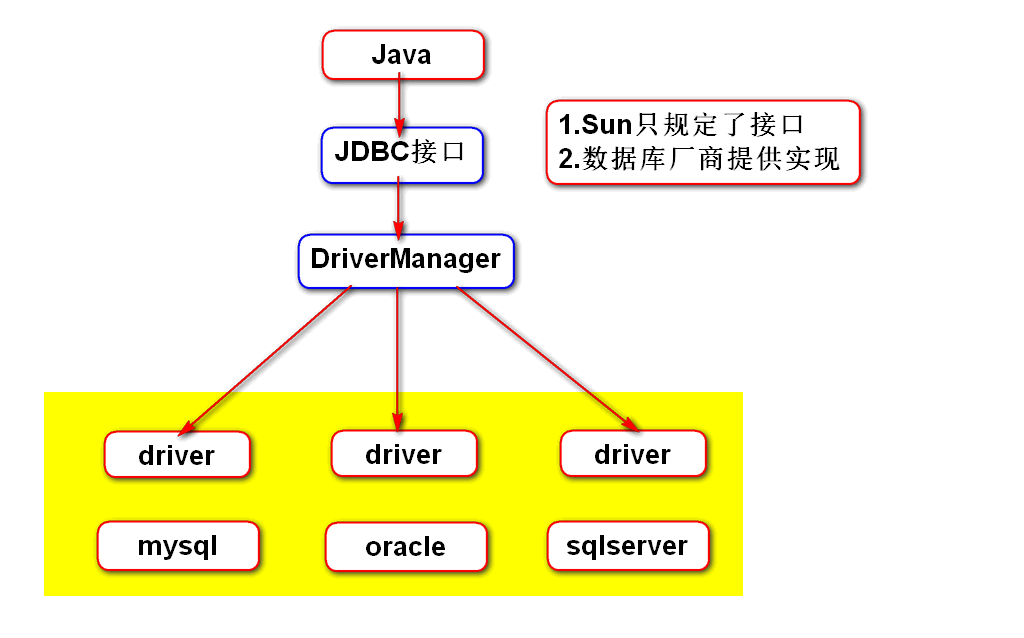 Java
JDBC接口
1.Sun只规定了接口
2.数据库厂商提供实现
DriverManager
driver
driver
driver
mysql
oracle
sqlserver